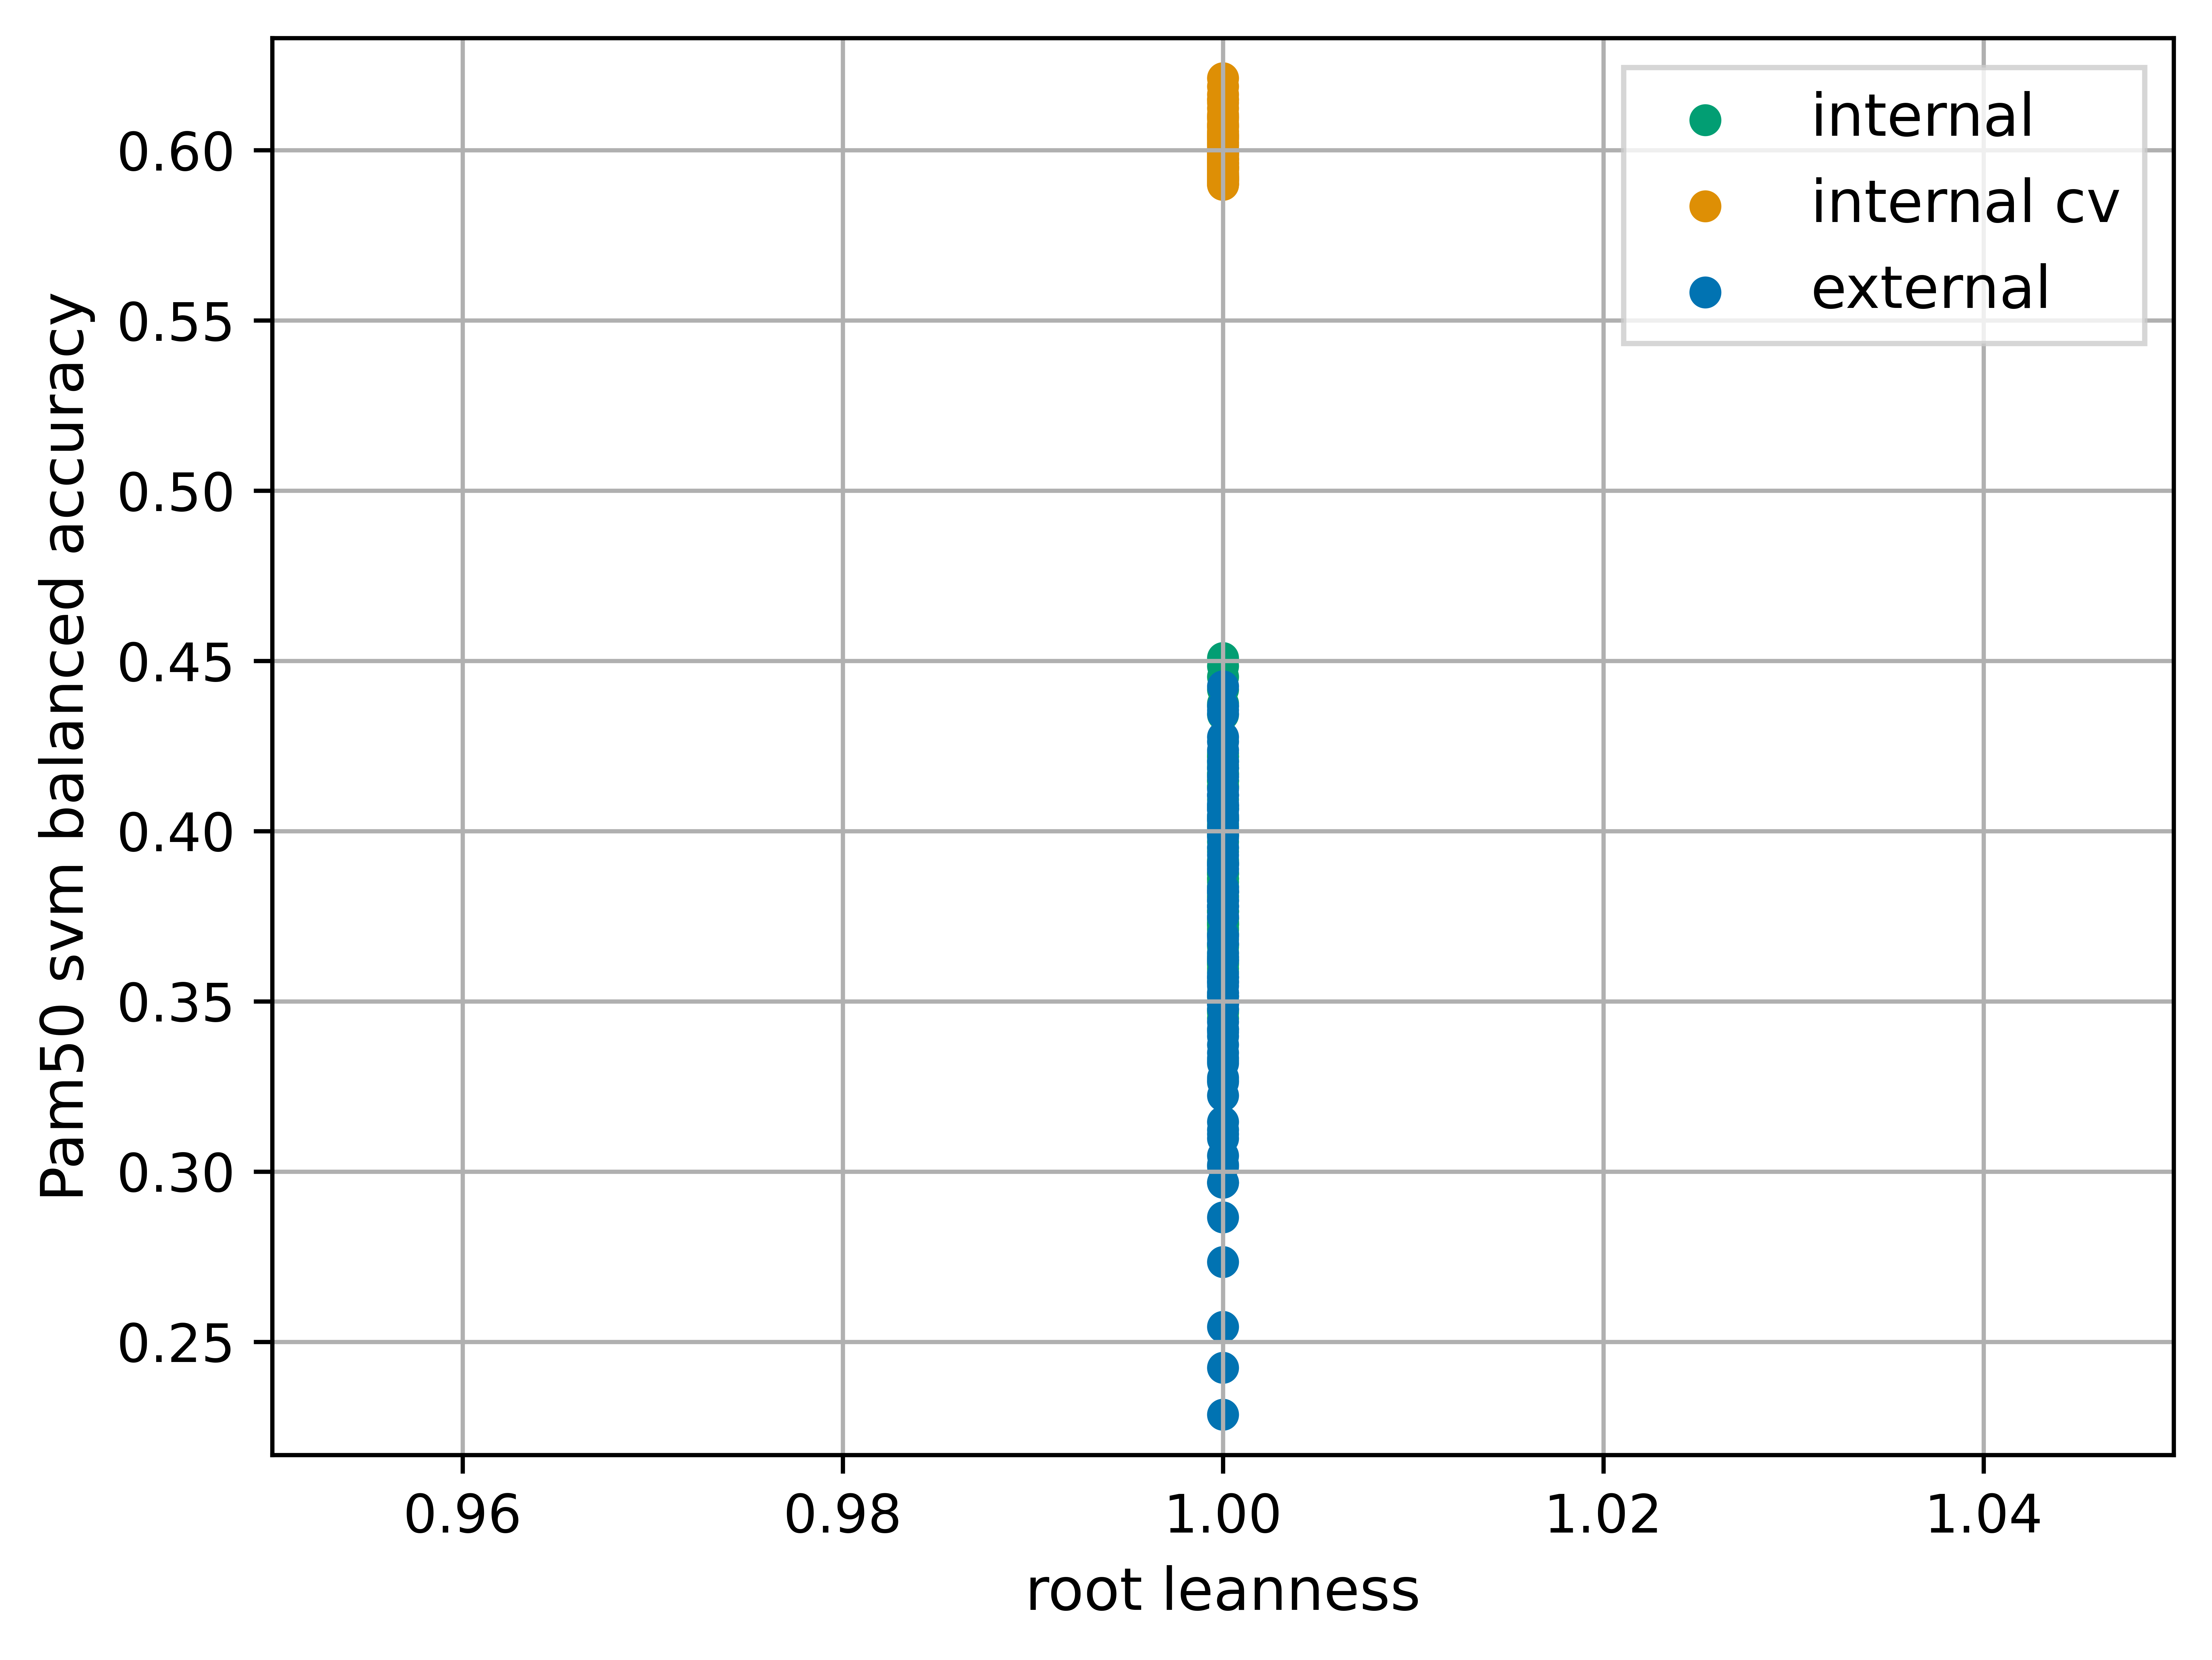 internal
internal cv
external
0.60
0.55
0.50
0.45
0.40
0.35
0.30
0.25
Pam50 svm balanced accuracy
0.96 0.98 1.00 1.02 1.04
root leanness